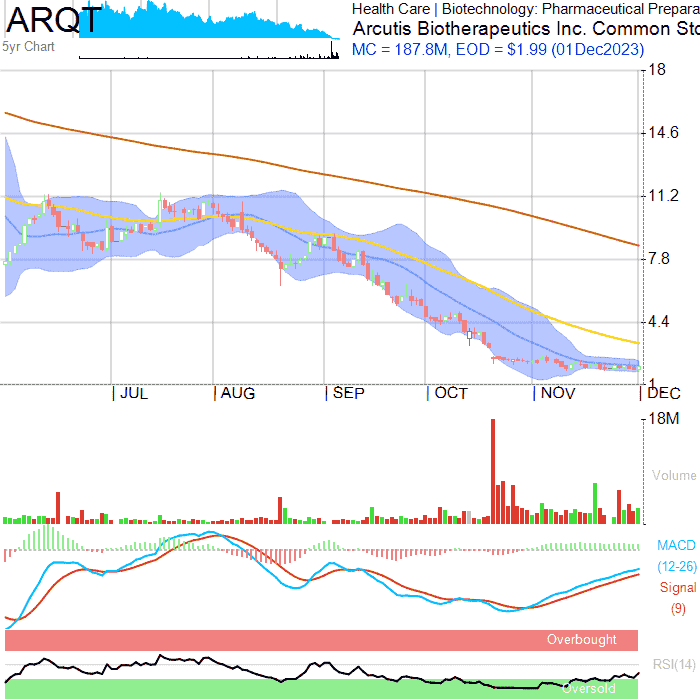 ARQT
5yr Chart
Health Care | Biotechnology: Pharmaceutical Prepara
Arcutis Biotherapeutics Inc. Common Sto
MC = 187.8M, EOD = $1.99 (01Dec2023)
18
14.6
11.2
7.8
4.4
1
JUL
AUG
SEP
OCT
NOV
DEC
18M
Volume
MACD
(12-26)
Signal
(9)
Overbought
RSI(14)
Oversold